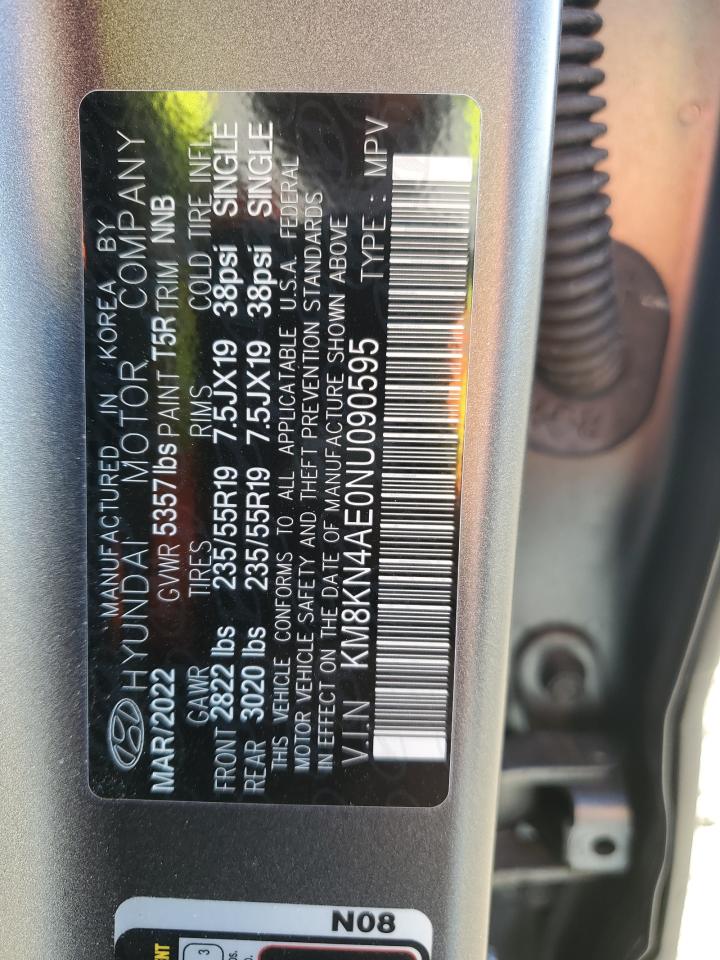 MANUFACTURED IN KOREA BY
HYUNDAI MOTOR COMPANY
MAR/2022 GVWR 5357lbs PAINT T5R TRIM NNB
GAWR TIRES RIMS COLD TIRE INFL
FRONT 2822 lbs 235/55R19 7.5JX19 38psi SINGLE
REAR 3020 lbs 235/55R19 7.5JX19 38psi SINGLE
THIS VEHICLE CONFORMS TO ALL APPLICATABLE U.S.A. FEDERAL
MOTOR VEHICLE SAFETY AND THEFT PREVENTION STANDARDS
IN EFFECT ON THE DATE OF MANUFACTURE SHOWN ABOVE
V.I.N KM8KN4AE0NU090595 TYPE : MPV
N08
3